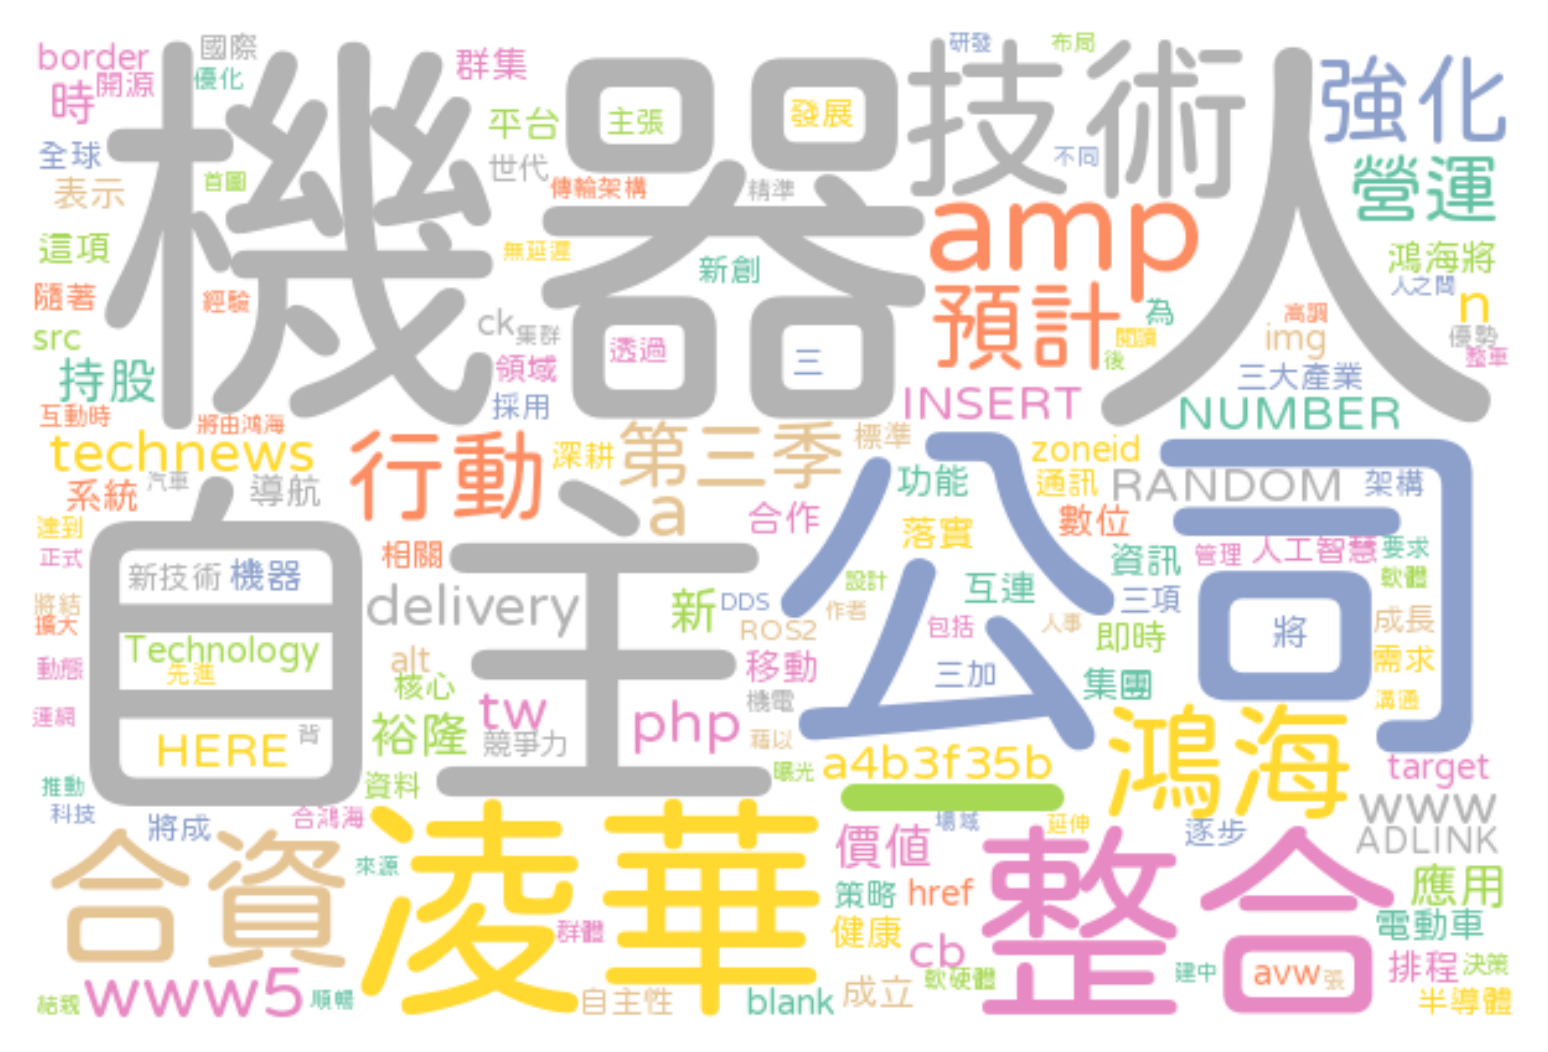 機器人
技術
強化
border
國際
時
開源
優化
群集
平台
主張
發展
研發
布局
不同
全球
表示
首圖
世代
傳輸架構
精準
營運
amp
這項
無延遲
新創
鴻海將
人之間
n
隨著
經驗
src
ck
集群
透過
三
預計
為
高調
閱讀
後
img
優勢
整車
持股
領域
採用
三大產業
INSERT
NUMBER
互動時
將由鴻海
technews
行動
深耕
第三季
標準
zoneid
系統
汽車
導航
a
功能
通訊
RANDOM
架構
合作
落實
數位
達到
正式
自主
公司
相關
資訊
管理
人工智慧
要求
軟體
新技術
機器
delivery
新
DDS
設計
互連
三項
將結
擴大
ROS2
作者
包括
人事
即時
將
成長
Technology
先進
動態
alt
核心
移動
三加
集團
需求
機電
溝通
連網
裕隆
tw
競爭力
php
藉以
HERE
背
推動
資料
曝光
a4b3f35b
鴻海
target
科技
將成
合鴻海
www
ADLINK
場域
延伸
逐步
合資
凌華
來源
價值
整合
策略
href
應用
群體
健康
電動車
cb
軟硬體
建中
avw
張
排程
決策
結親
www5
順暢
自主性
blank
成立
半導體